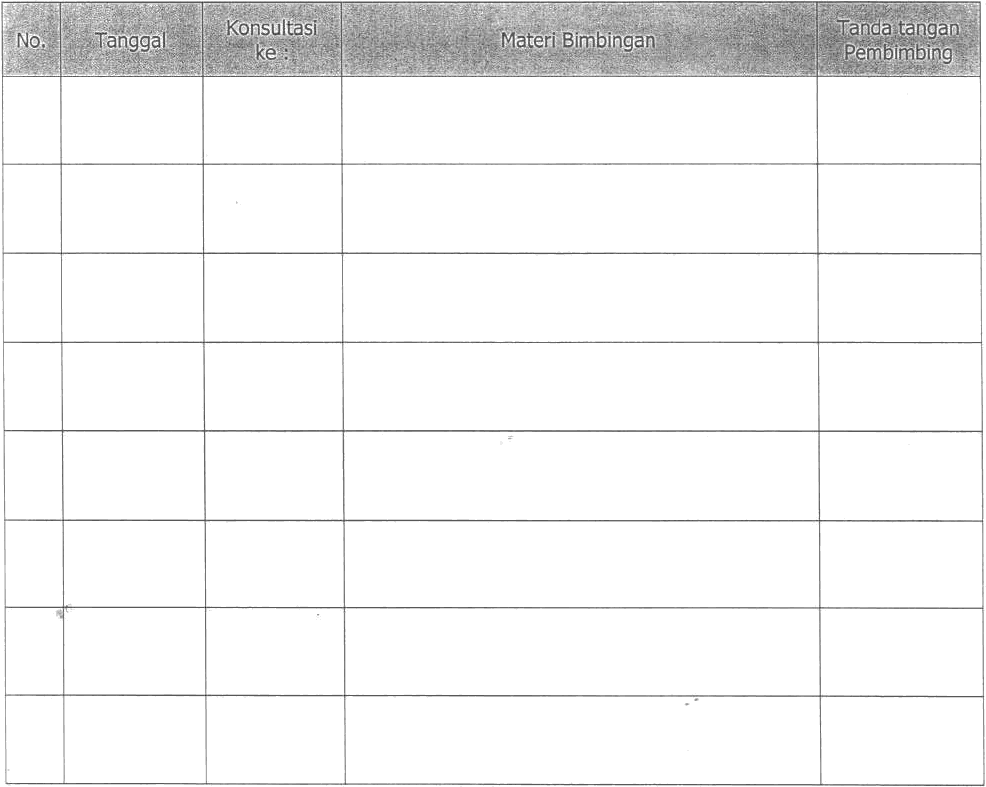 No.
Tanggal
Konsultasi
ke :
Materi Bimbingan
Tanda tangan
Pembimbing